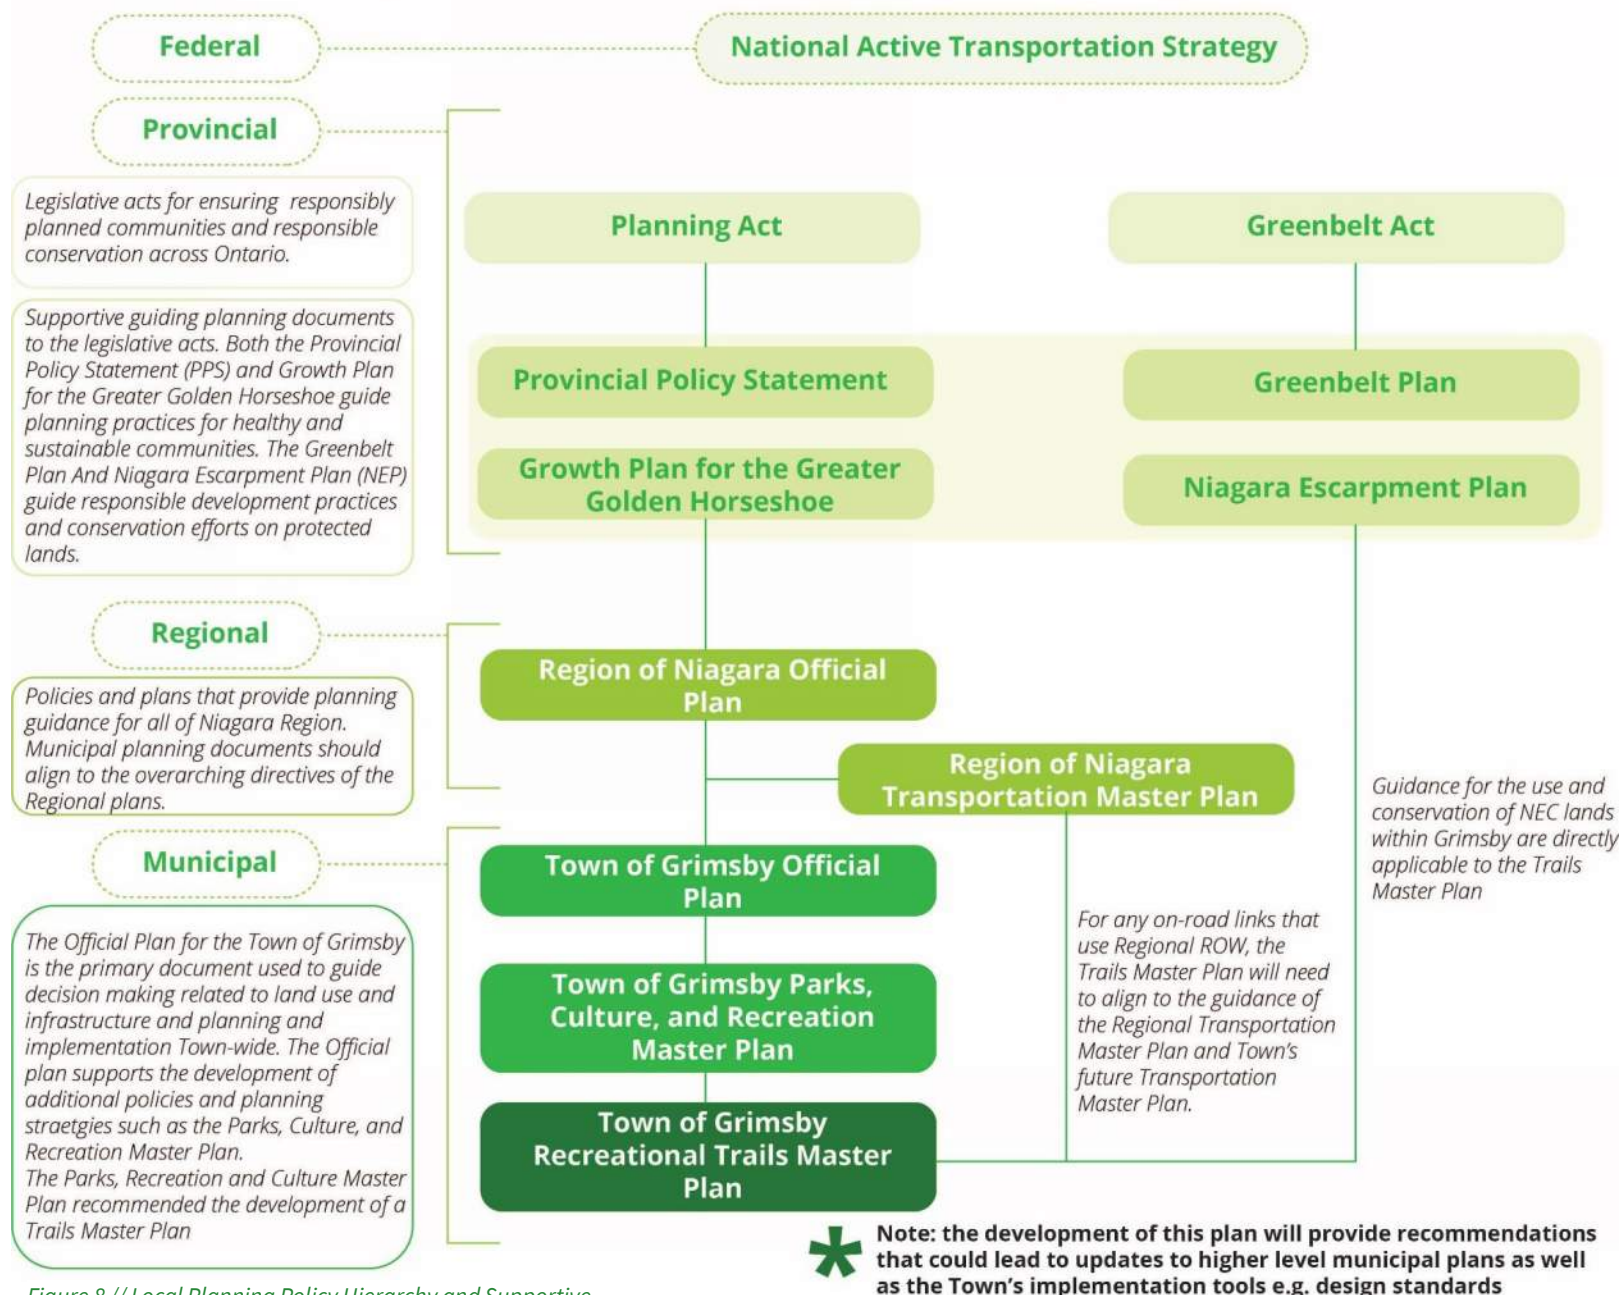 Federal
National Active Transportation Strategy
Provincial
Legislative acts for ensuring responsibly
planned communities and responsible
conservation across Ontario.
Planning Act
Greenbelt Act
Supportive guiding planning documents
to the legislative acts. Both the Provincial
Policy Statement (PPS) and Growth Plan
for the Greater Golden Horseshoe guide
planning practices for healthy and
sustainable communities. The Greenbelt
Plan And Niagara Escarpment Plan (NEP)
guide responsible development practices
and conservation efforts on protected
lands.
Provincial Policy Statement
Greenbelt Plan
Growth Plan for the Greater
Golden Horseshoe
Niagara Escarpment Plan
Regional
Policies and plans that provide planning
guidance for all of Niagara Region.
Municipal planning documents should
align to the overarching directives of the
Regional plans.
Region of Niagara Official
Plan
Region of Niagara
Transportation Master Plan
Guidance for the use and
conservation of NEC lands
within Grimsby are directly
applicable to the Trails
Master Plan
Municipal
The Official Plan for the Town of Grimsby
is the primary document used to guide
decision making related to land use and
infrastructure and planning and
implementation Town-wide. The Official
plan supports the development of
additional policies and planning
straetgies such as the Parks, Culture, and
Recreation Master Plan.
The Parks, Recreation and Culture Master
Plan recommended the development of a
Trails Master Plan
Town of Grimsby Official
Plan
Town of Grimsby Parks,
Culture, and Recreation
Master Plan
Town of Grimsby
Recreational Trails Master
Plan
For any on-road links that
use Regional ROW, the
Trails Master Plan will need
to align to the guidance of
the Regional Transportation
Master Plan and Town's
future Transportation
Master Plan.
* Note: the development of this plan will provide recommendations
that could lead to updates to higher level municipal plans as well
as the Town's implementation tools e.g. design standards
Figure 8 // Local Planning Policy Hierarchy and Supportive